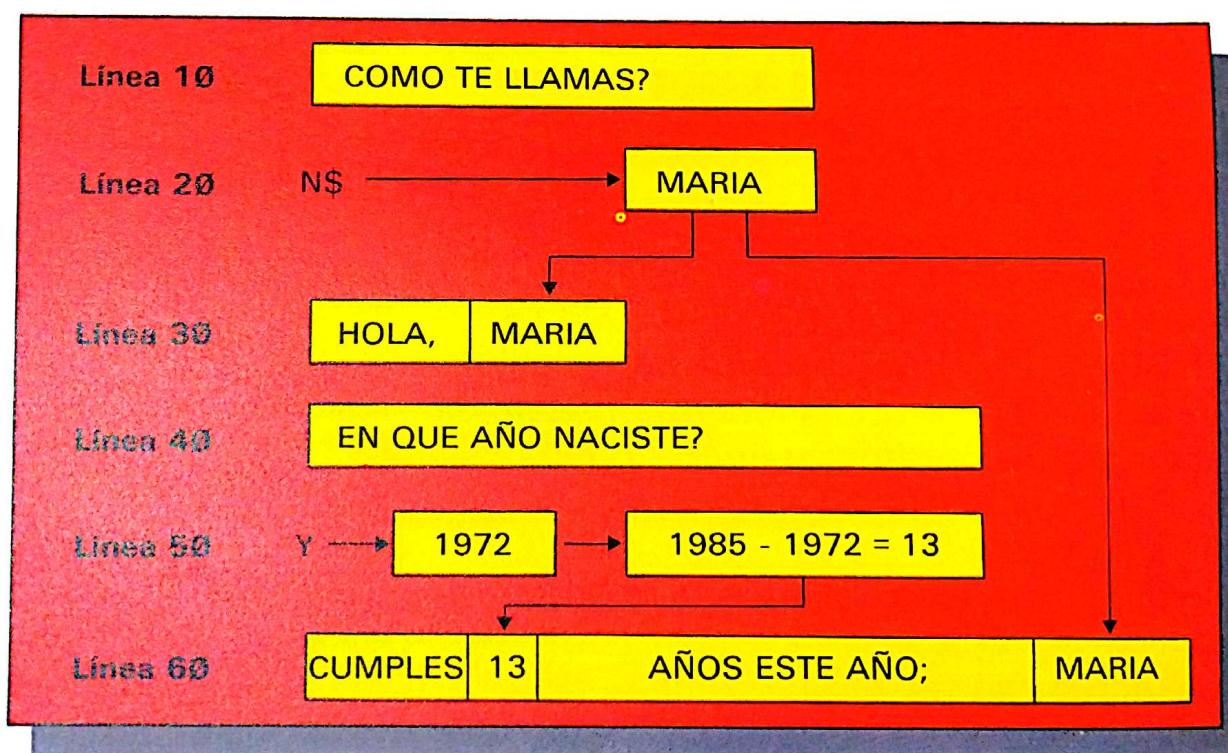 Línea 1Ø COMO TE LLAMAS?
Línea 2Ø N$ MARIA
Línea 3Ø HOLA, MARIA
Línea 4Ø EN QUE AÑO NACISTE?
Línea 5Ø Y 1972 1985 - 1972 = 13
Línea 6Ø CUMPLES 13 AÑOS ESTE AÑO; MARIA